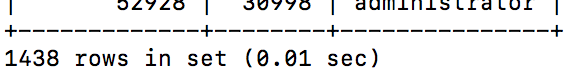 |        52928 |  30998 | administrator |
+--------------+--------+---------------+
1438 rows in set (0.01 sec)